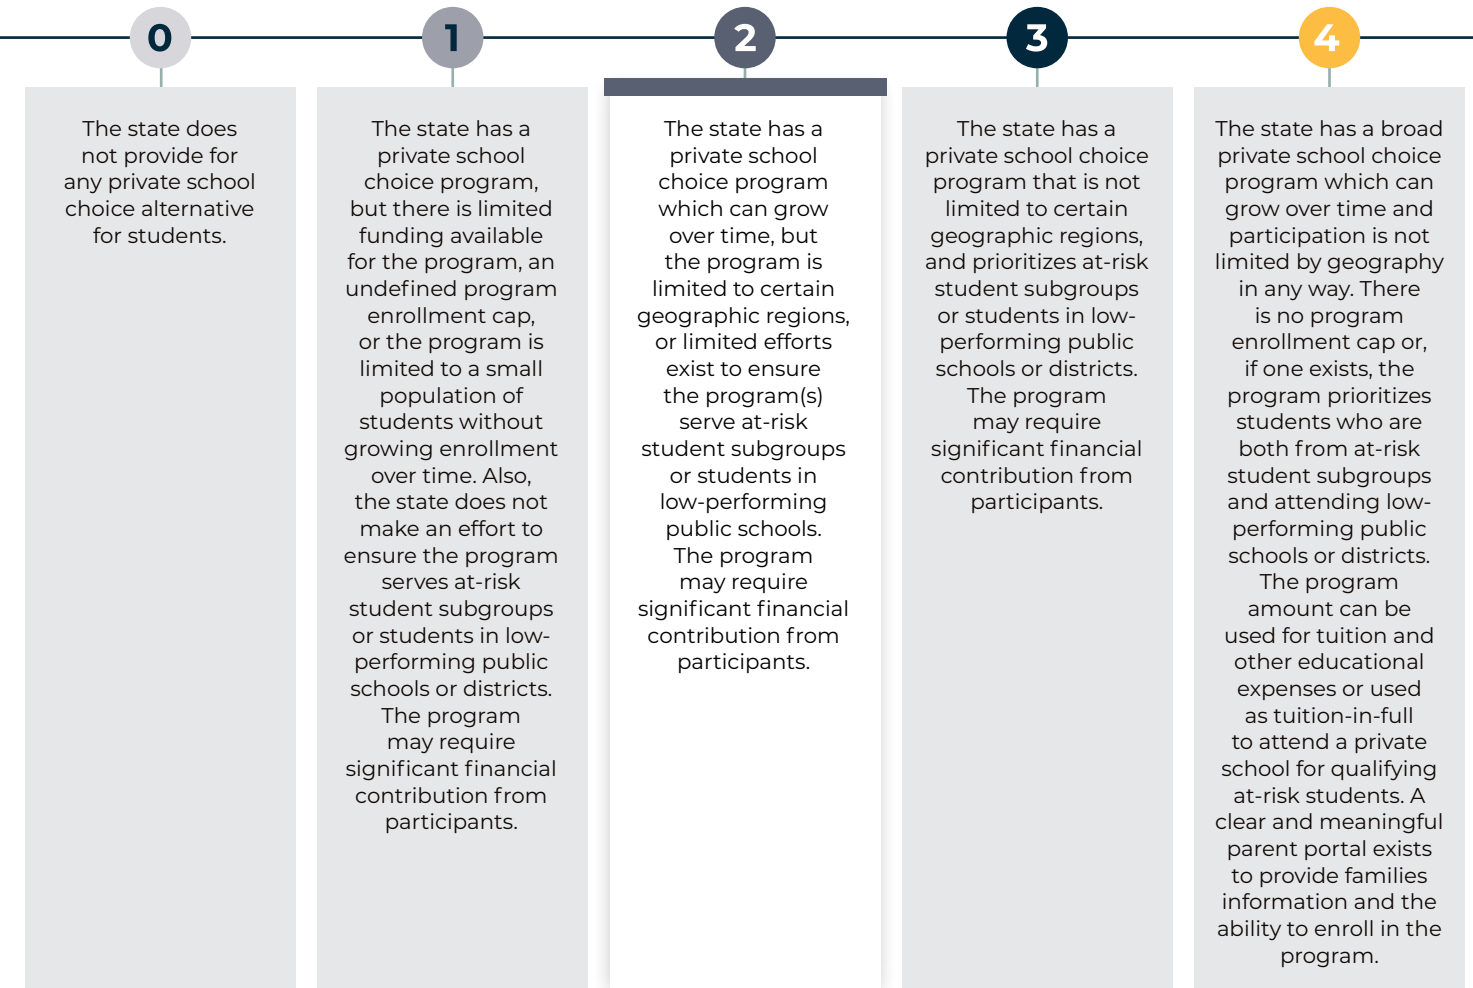 0
The state does
not provide for
any private school
choice alternative
for students.
1
The state has a
private school
choice program,
but there is limited
funding available
for the program, an
undefined program
enrollment cap,
or the program is
limited to a small
population of
students without
growing enrollment
over time. Also,
the state does not
make an effort to
ensure the program
serves at-risk
student subgroups
or students in low-
performing public
schools or districts.
The program
may require
significant financial
contribution from
participants.
2
The state has a
private school
choice program
which can grow
over time, but
the program is
limited to certain
geographic regions,
or limited efforts
exist to ensure
the program(s)
serve at-risk
student subgroups
or students in
low-performing
public schools.
The program
may require
significant financial
contribution from
participants.
3
The state has a
private school choice
program that is not
limited to certain
geographic regions,
and prioritizes at-risk
student subgroups
or students in low-
performing public
schools or districts.
The program
may require
significant financial
contribution from
participants.
4
The state has a broad
private school choice
program which can
grow over time and
participation is not
limited by geography
in any way. There
is no program
enrollment cap or,
if one exists, the
program prioritizes
students who are
both from at-risk
student subgroups
and attending low-
performing public
schools or districts.
The program
amount can be
used for tuition and
other educational
expenses or used
as tuition-in-full
to attend a private
school for qualifying
at-risk students. A
clear and meaningful
parent portal exists
to provide families
information and the
ability to enroll in the
program.